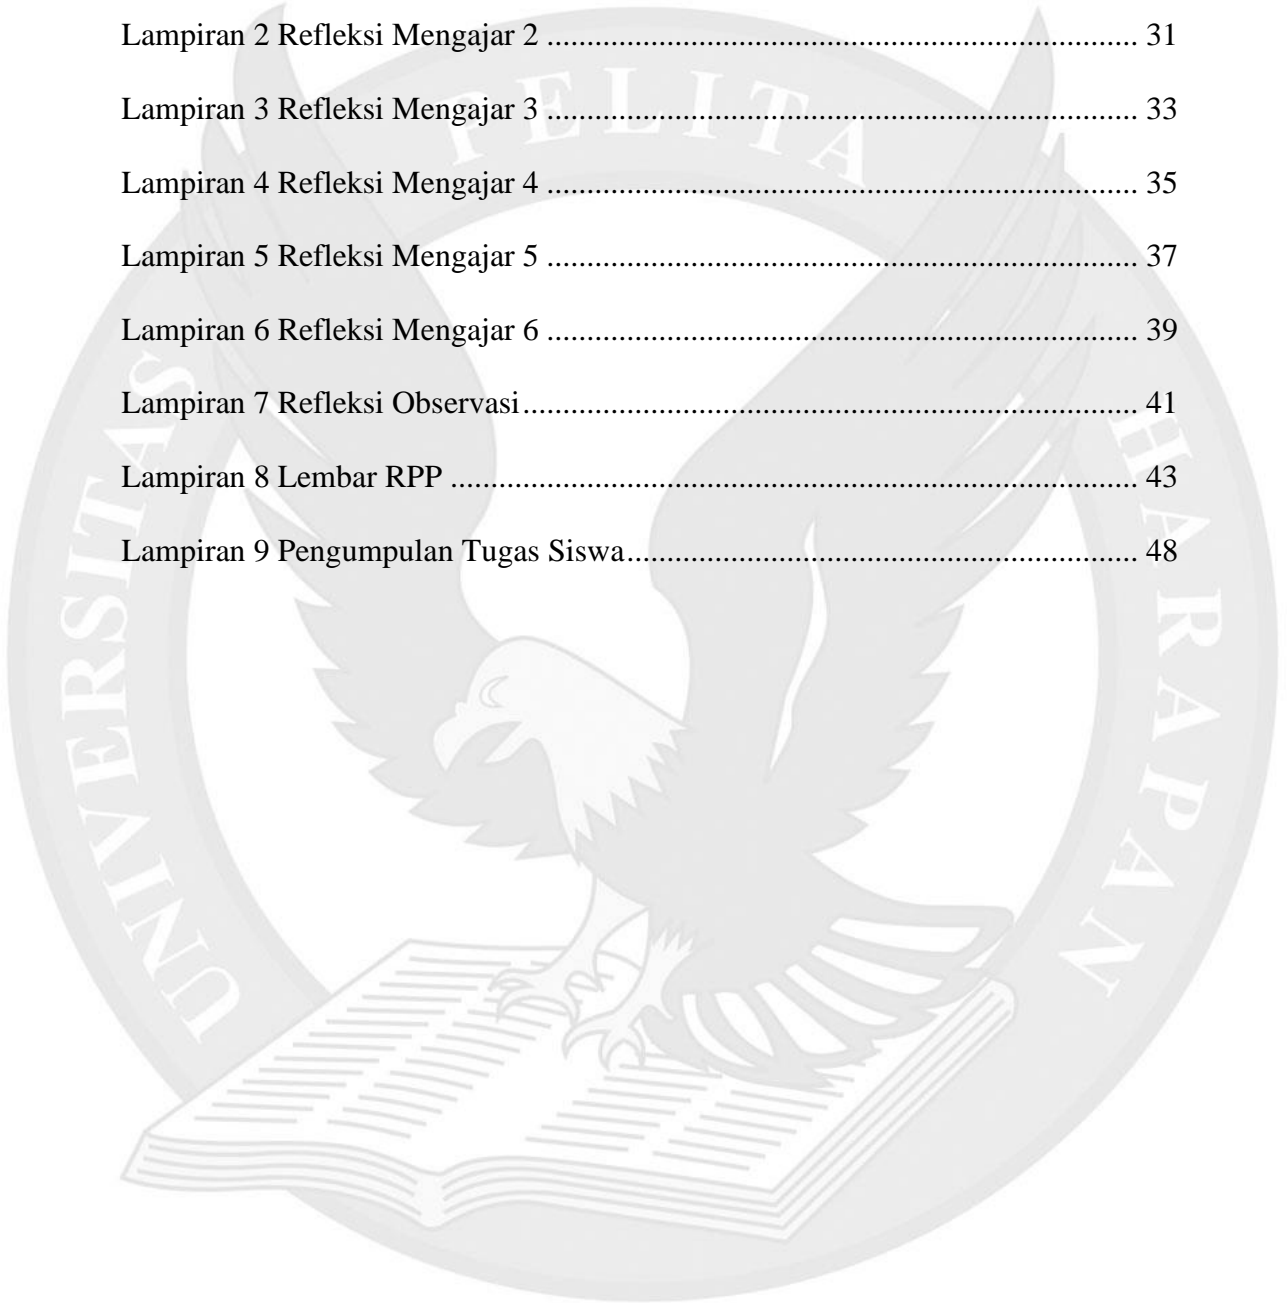 Lampiran 2 Refleksi Mengajar 2 ........................................................................... 31
Lampiran 3 Refleksi Mengajar 3 ........................................................................... 33
Lampiran 4 Refleksi Mengajar 4 ........................................................................... 35
Lampiran 5 Refleksi Mengajar 5 ........................................................................... 37
Lampiran 6 Refleksi Mengajar 6 ........................................................................... 39
Lampiran 7 Refleksi Observasi.............................................................................. 41
Lampiran 8 Lembar RPP ....................................................................................... 43
Lampiran 9 Pengumpulan Tugas Siswa................................................................. 48
UNIVERSITAS PELITA HARAPAN